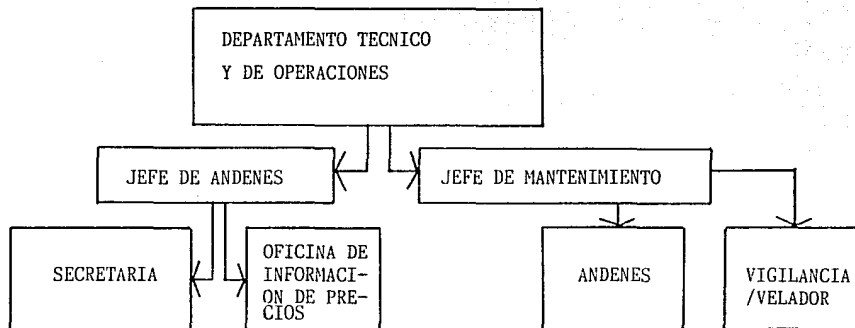 DEPARTAMENTO TECNICO
Y DE OPERACIONES
JEFE DE ANDENES
JEFE DE MANTENIMIENTO
SECRETARIA
OFICINA DE
INFORMACI-
ON DE PRE-
CIOS
ANDENES
VIGILANCIA
/VELADOR